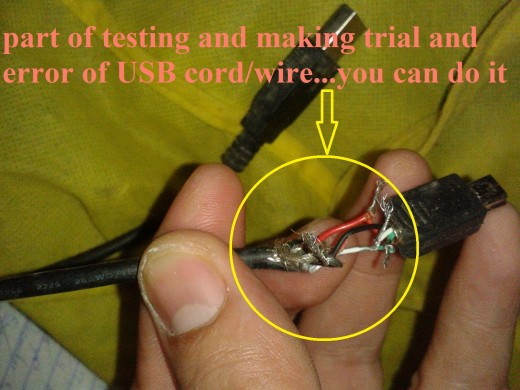 part of testing and making trial and
error of USB cord/wire...you can do it